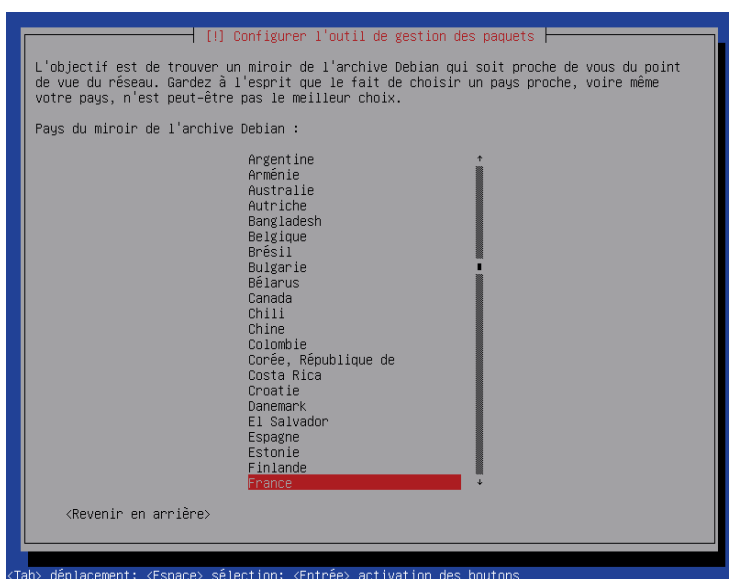 [!] Configurer l'outil de gestion des paquets
L'objectif est de trouver un miroir de l'archive Debian qui soit proche de vous du point
de vue du réseau. Gardez à l'esprit que le fait de choisir un pays proche, voire même
votre pays, n'est peut-être pas le meilleur choix.
Pays du miroir de l'archive Debian :
Argentine
Arménie
Australie
Autriche
Bangladesh
Belgique
Brésil
Bulgarie
Bélarus
Canada
Chili
Chine
Colombie
Corée, République de
Costa Rica
Croatie
Danemark
El Salvador
Espagne
Estonie
Finlande
France
<Revenir en arrière>
<Tab> déplacement; <Espace> sélection; <Entrée> activation des boutons